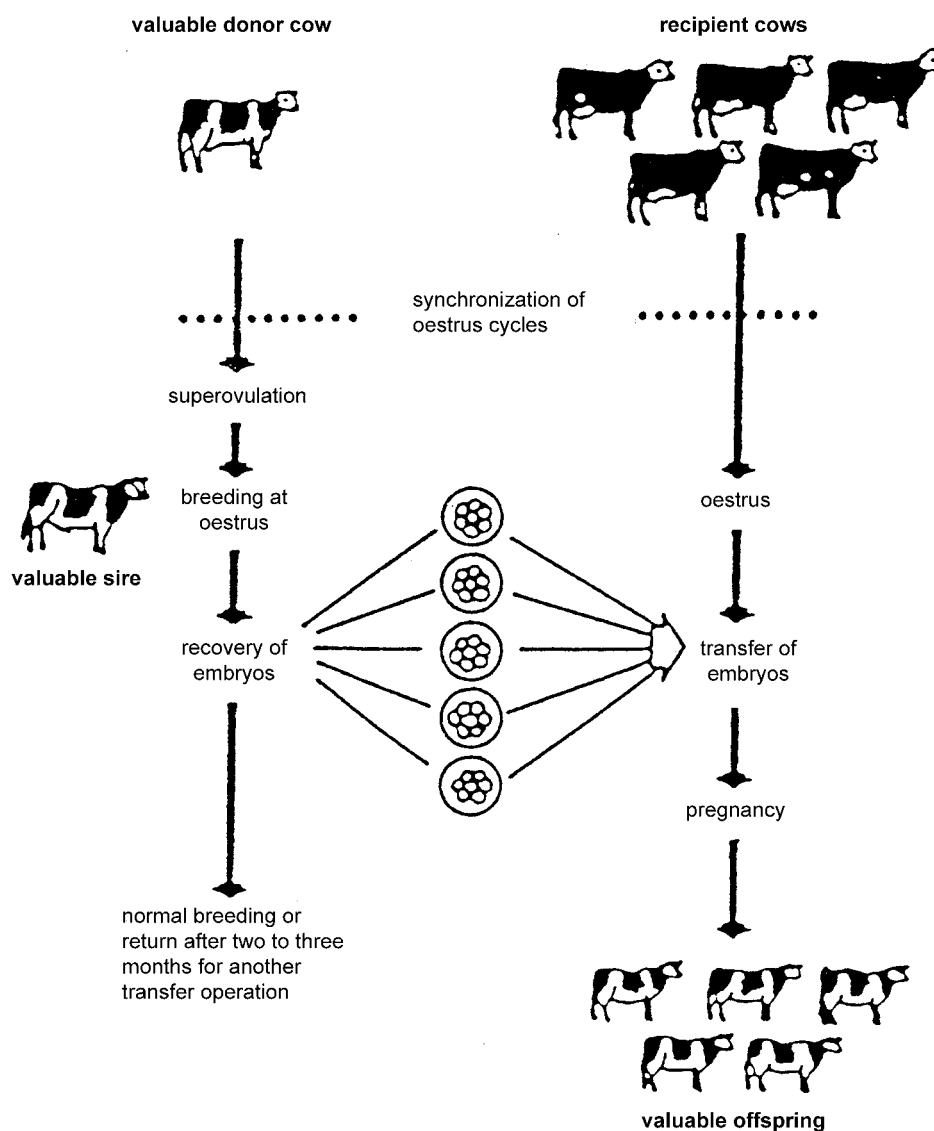 valuable donor cow
recipient cows
synchronization of
oestrus cycles
superovulation
breeding at
oestrus
oestrus
valuable sire
recovery of
embryos
transfer of
embryos
pregnancy
normal breeding or
return after two to three
months for another
transfer operation
valuable offspring